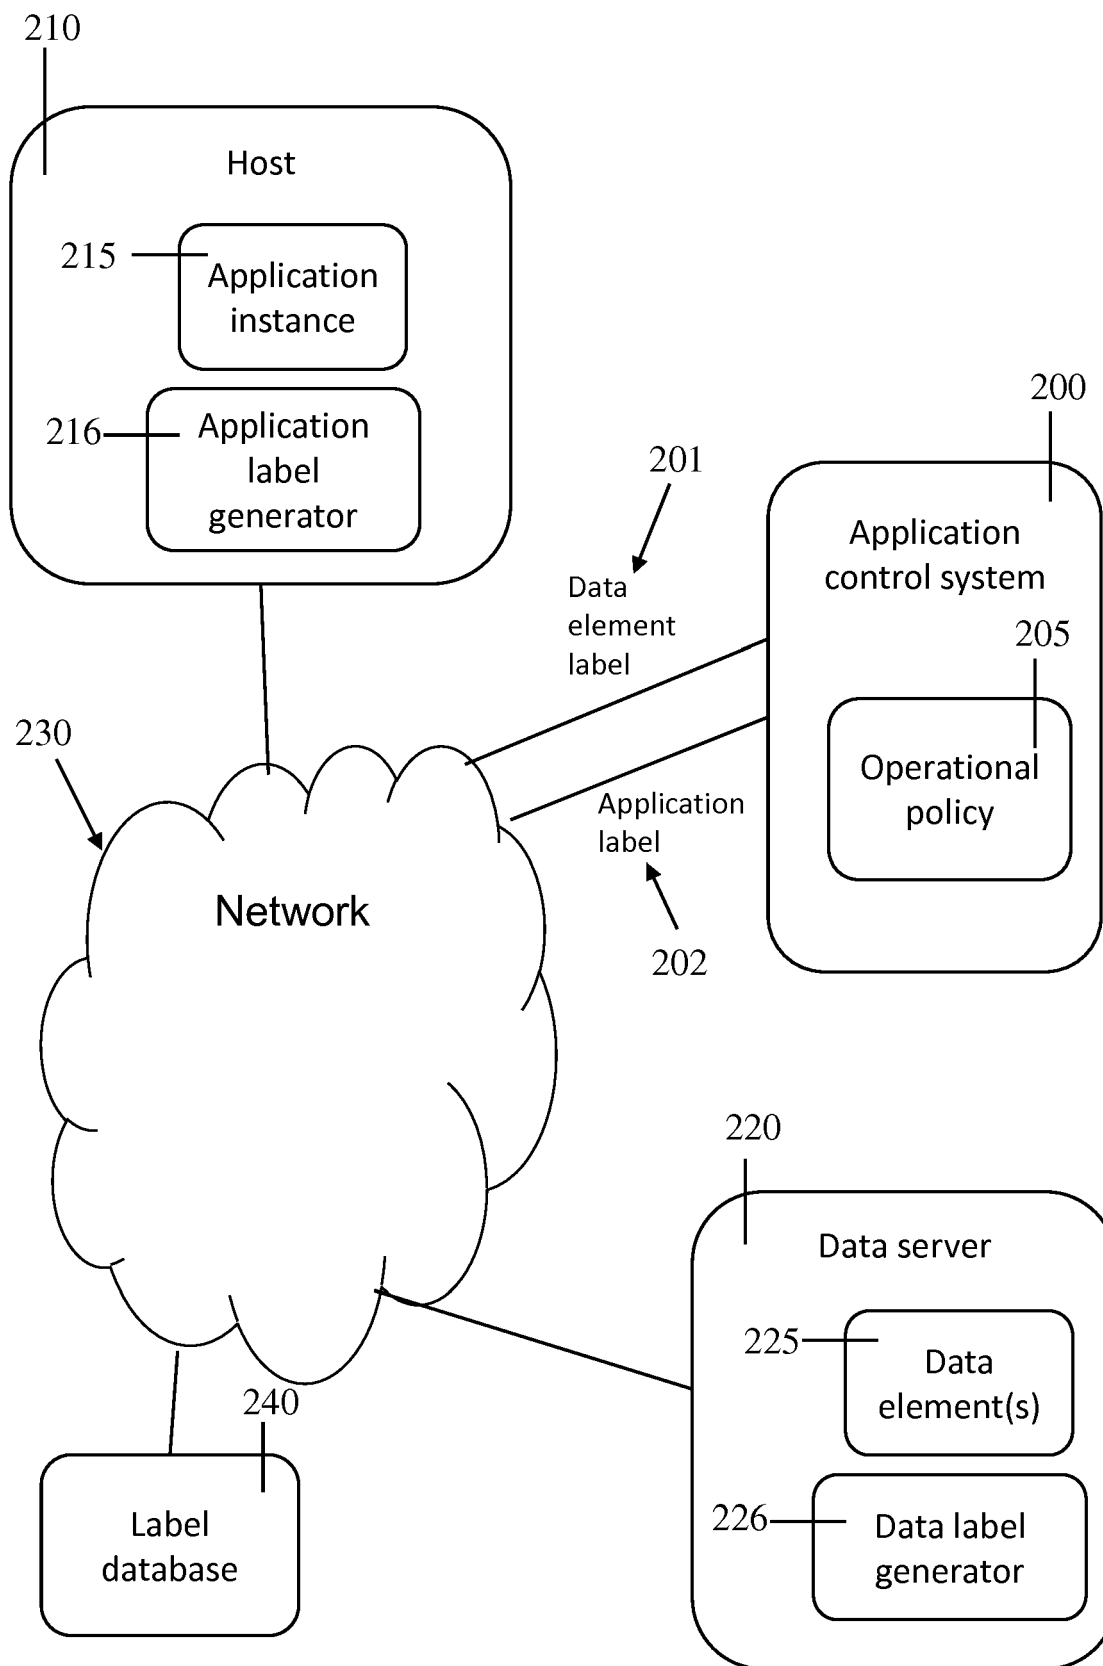 210
Host
215
Application
instance
216
Application
label
generator
200
201
Application
control system
Data
element
label
205
230
Operational
policy
Application
label
Network
202
220
Data server
225
Data
element(s)
240
226
Label
database
Data label
generator